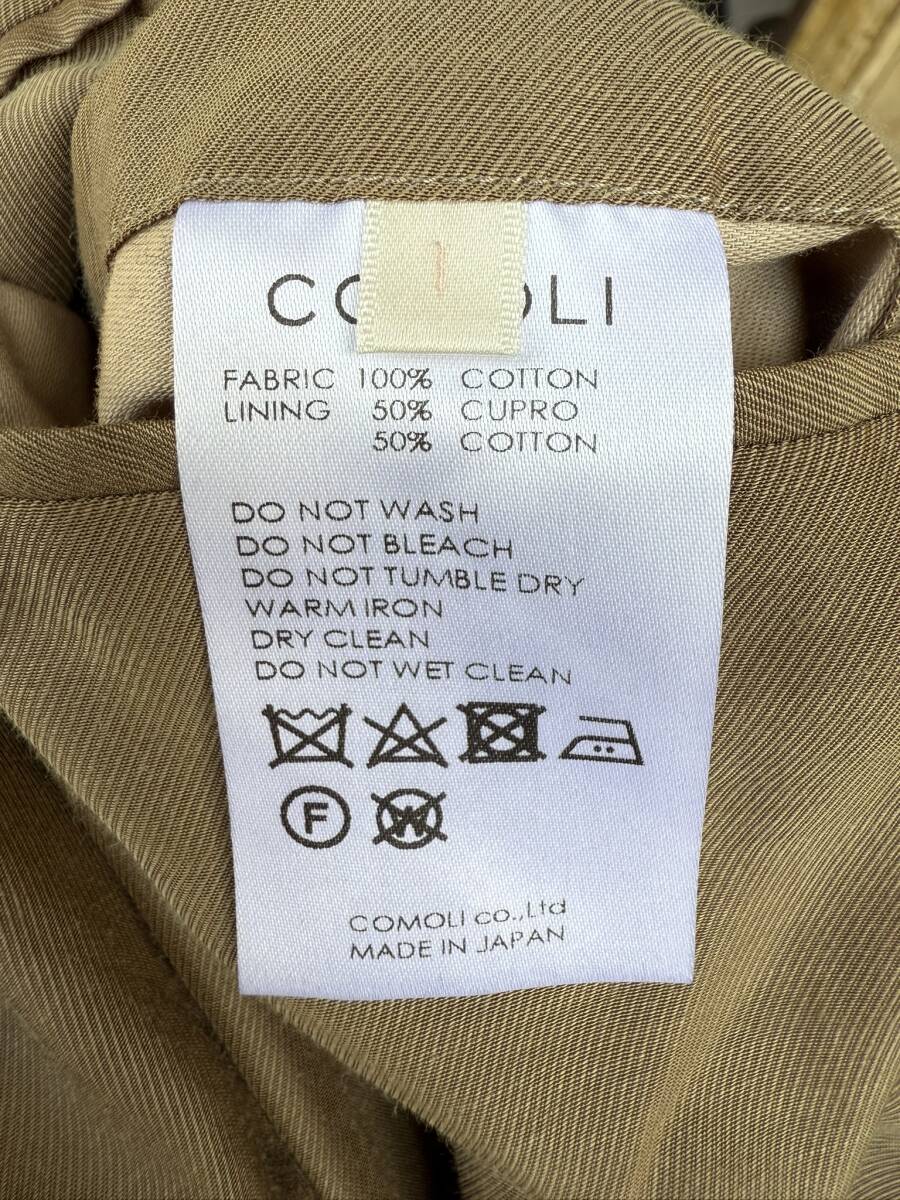 1
CO OLI
FABRIC 100% COTTON
LINING 50% CUPRO
50% COTTON
DO NOT WASH
DO NOT BLEACH
DO NOT TUMBLE DRY
WARM IRON
DRY CLEAN
DO NOT WET CLEAN
F
W
COMOLI co.,Ltd
MADE IN JAPAN